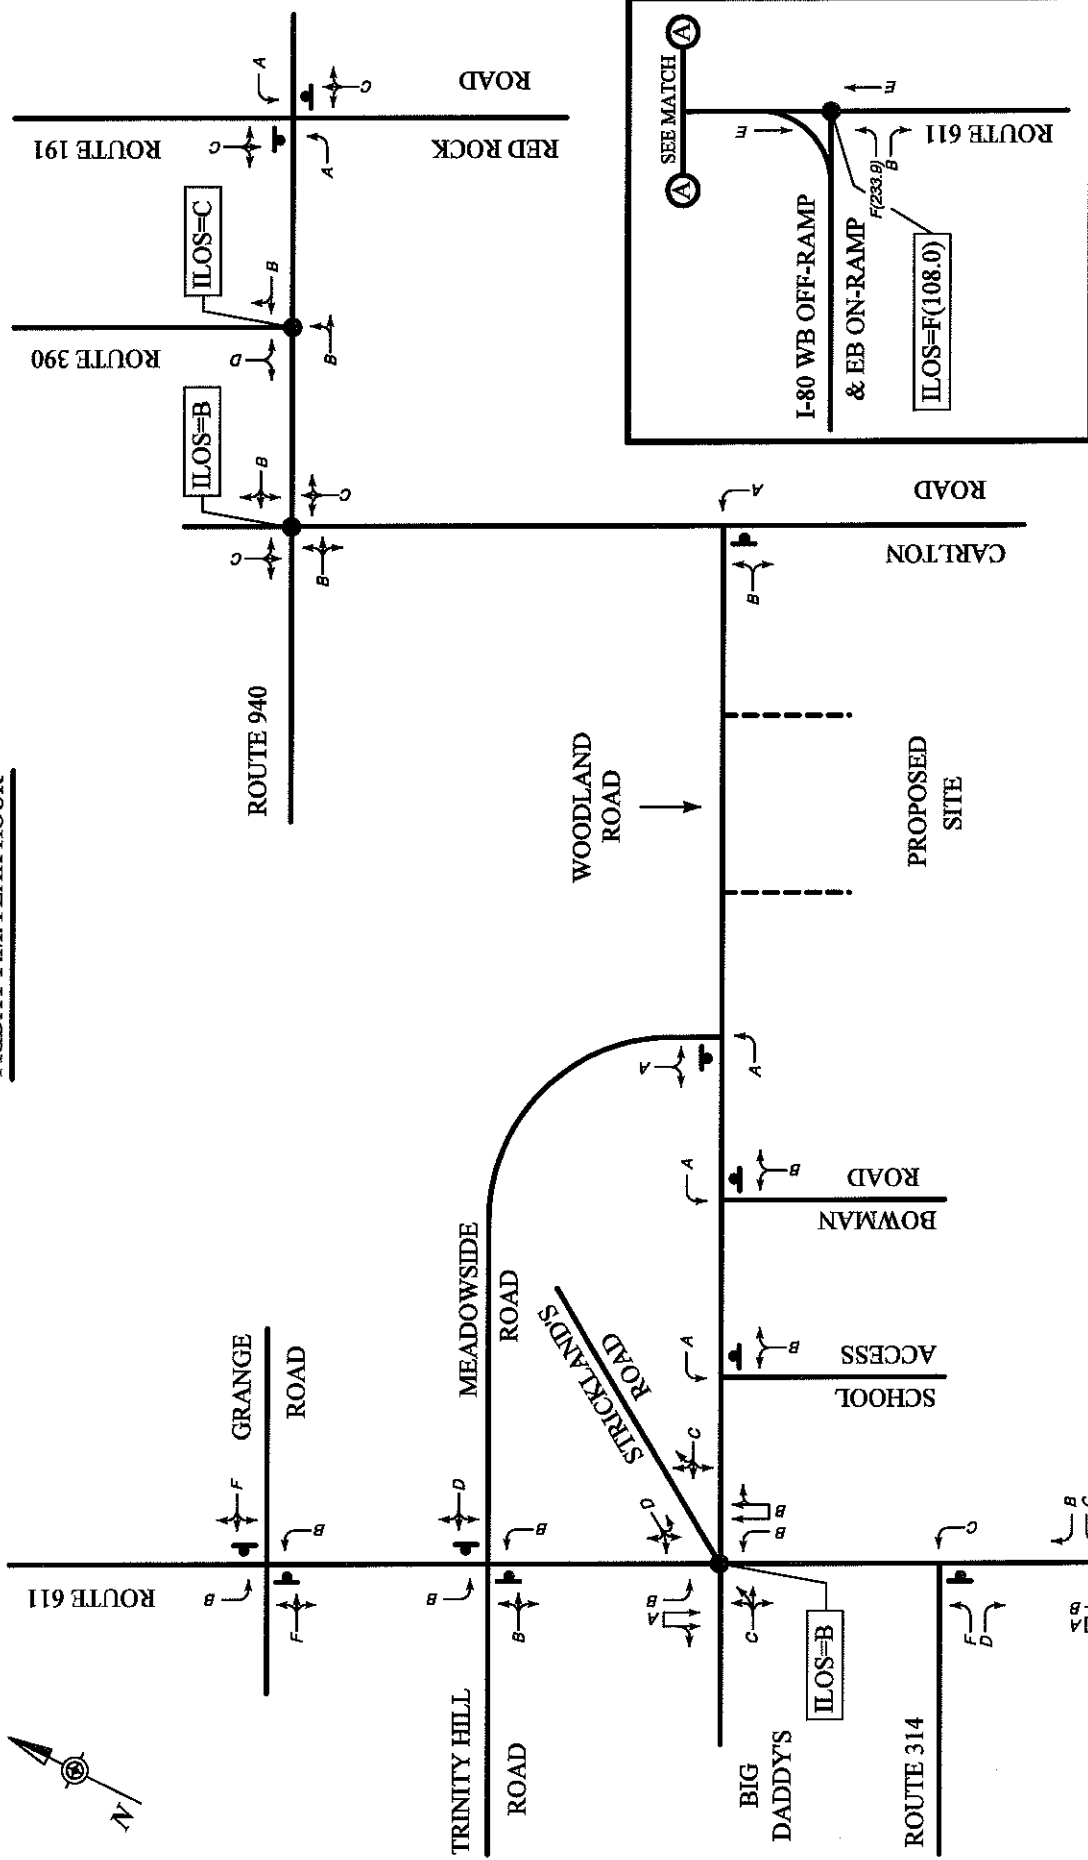 ROUTE 191
RED ROCK
ROAD
A
C
C
A
ROUTE 390
ILOS=C
B
D
B
ILOS=B
B
C
C
B
ROUTE 940
CARLTON
ROAD
A
B
SEE MATCH
A
A
E
E
F(233.9)
B
ROUTE 611
I-80 WB OFF-RAMP
& EB ON-RAMP
ILOS=F(108.0)
WOODLAND
ROAD
PROPOSED
SITE
MEADOWSIDE
ROAD
A
A
BOWMAN
ROAD
A
B
SCHOOL
ACCESS
A
B
STRICKLAND'S
ROAD
GRANGE
ROAD
F
B
B
F
ROUTE 611
D
B
B
B
TRINITY HILL
ROAD
D
C
B
B
B
A
C
BIG
DADDY'S
ILOS=B
ROUTE 314
C
F
D
B
B
N